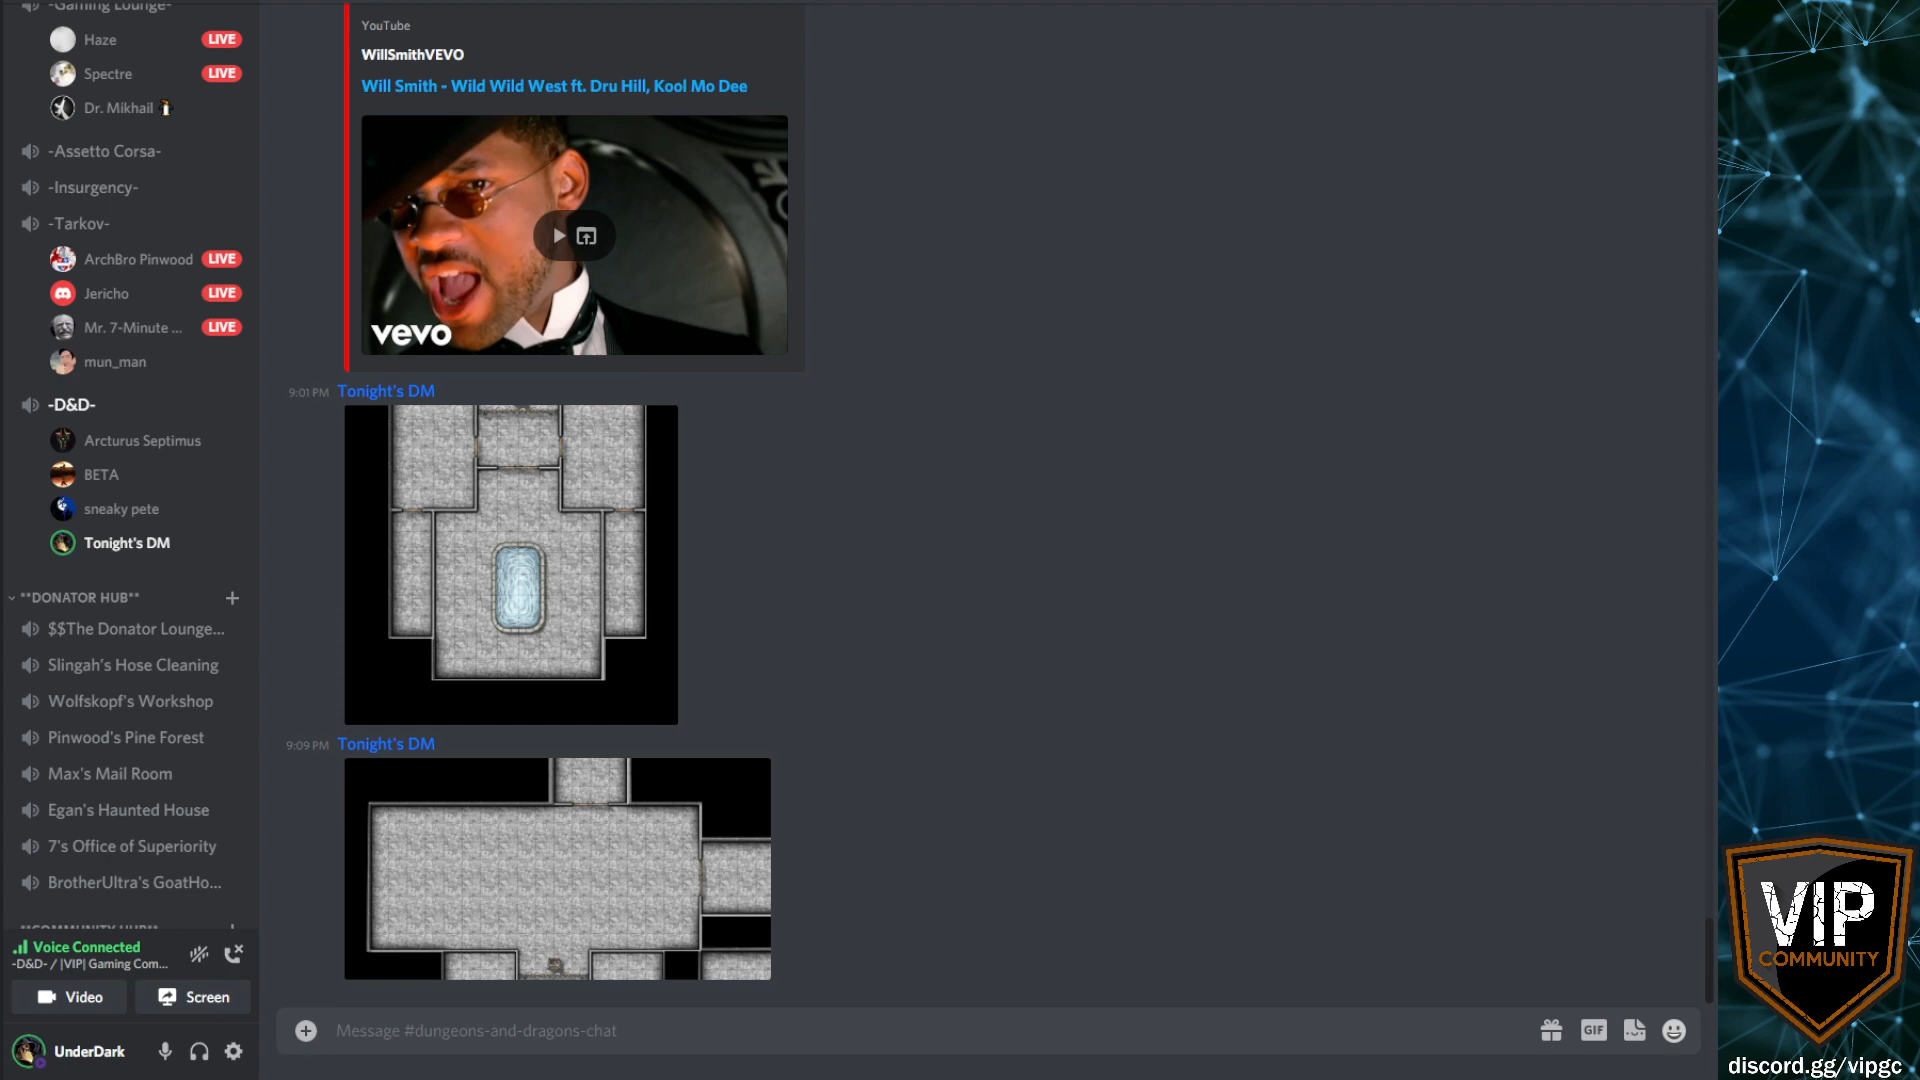 -Gaming Lounge-
Haze LIVE
Spectre LIVE
Dr. Mikhail
-Assetto Corsa-
-Insurgency-
-Tarkov-
ArchBro Pinwood LIVE
Jericho LIVE
Mr. 7-Minute ... LIVE
mun_man
-D&D-
Arcturus Septimus
BETA
sneaky pete
Tonight's DM
**DONATOR HUB**
$$The Donator Lounge...
Slingah's Hose Cleaning
Wolfskopf's Workshop
Pinwood's Pine Forest
Max's Mail Room
Egan's Haunted House
7's Office of Superiority
BrotherUltra's GoatHo...
**COMMUNITY HUB**
Voice Connected
-D&D- / |VIP| Gaming Com...
Video Screen
UnderDark
YouTube
WillSmithVEVO
Will Smith - Wild Wild West ft. Dru Hill, Kool Mo Dee
vevo
9:01 PM Tonight's DM
9:09 PM Tonight's DM
Message #dungeons-and-dragons-chat
GIF
VIP
COMMUNITY
discord.gg/vipgc